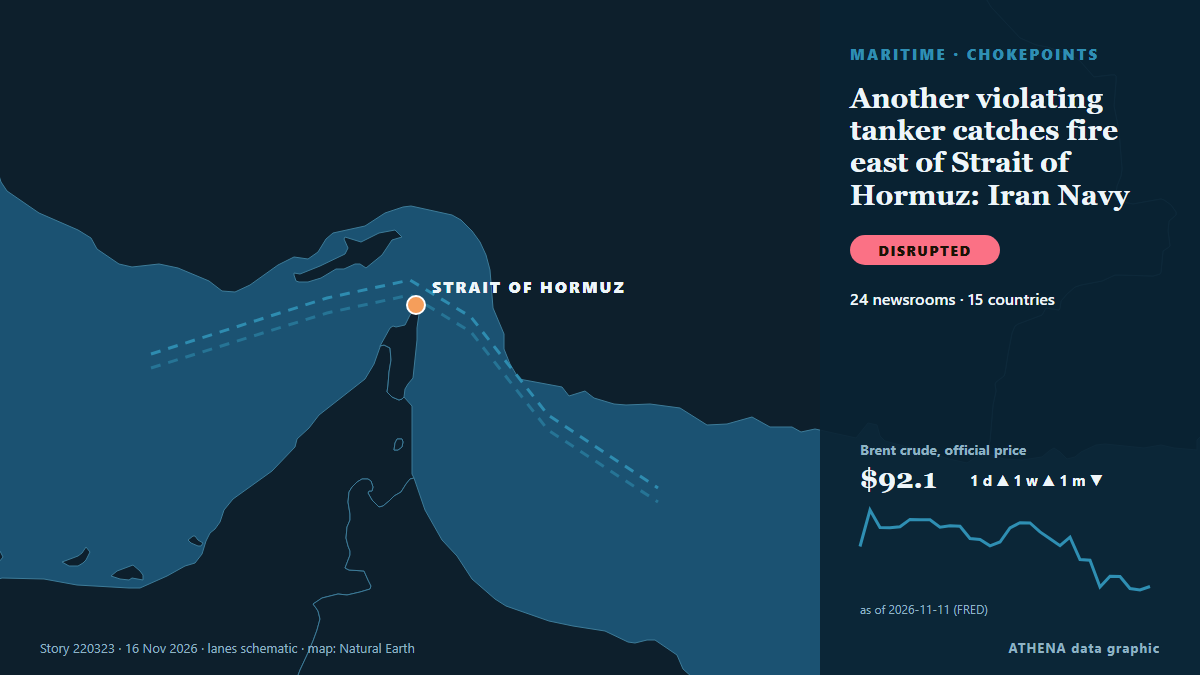 MARITIME · CHOKEPOINTS
Another violating
tanker catches fire
east of Strait of
Hormuz: Iran Navy
DISRUPTED
24 newsrooms · 15 countries
STRAIT OF HORMUZ
Brent crude, official price
$92.1 1 d ▲ 1 w ▲ 1 m ▼
as of 2026-11-11 (FRED)
Story 220323 · 16 Nov 2026 · lanes schematic · map: Natural Earth
ATHENA data graphic